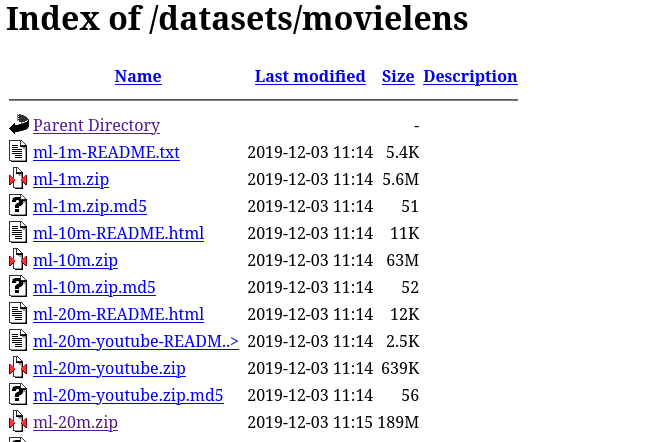 Index of /datasets/movielens
Name Last modified Size Description
Parent Directory -
ml-1m-README.txt 2019-12-03 11:14 5.4K
ml-1m.zip 2019-12-03 11:14 5.6M
ml-1m.zip.md5 2019-12-03 11:14 51
ml-10m-README.html 2019-12-03 11:14 11K
ml-10m.zip 2019-12-03 11:14 63M
ml-10m.zip.md5 2019-12-03 11:14 52
ml-20m-README.html 2019-12-03 11:14 12K
ml-20m-youtube-READM..> 2019-12-03 11:14 2.5K
ml-20m-youtube.zip 2019-12-03 11:14 639K
ml-20m-youtube.zip.md5 2019-12-03 11:14 56
ml-20m.zip 2019-12-03 11:15 189M